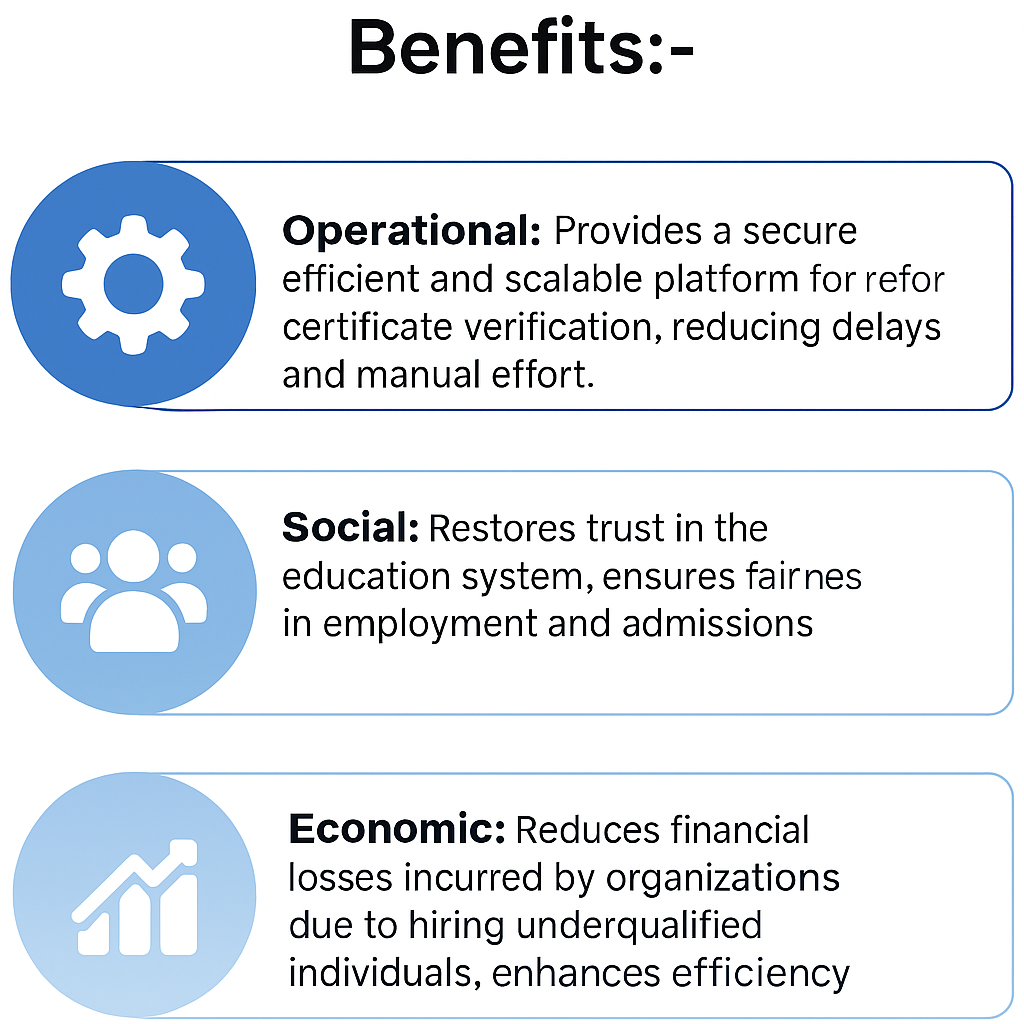 Benefits:-
Operational: Provides a secure
efficient and scalable platform for refor
certificate verification, reducing delays
and manual effort.
Social: Restores trust in the
education system, ensures fairnes
in employment and admissions
Economic: Reduces financial
losses incurred by organizations
due to hiring underqualified
individuals, enhances efficiency